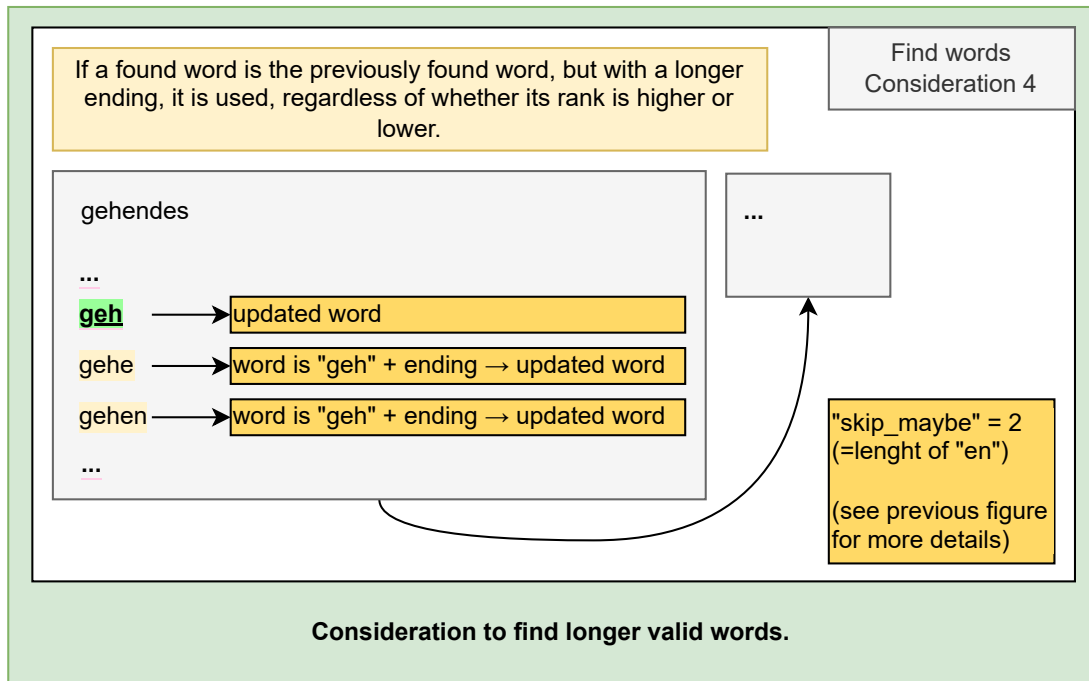 Find words
Consideration 4
If a found word is the previously found word, but with a longer
ending, it is used, regardless of whether its rank is higher or
lower.
gehendes
...
geh
updated word
gehe
word is "geh" + ending → updated word
gehen
word is "geh" + ending → updated word
...
...
"skip_maybe" = 2
(=lenght of "en")
(see previous figure
for more details)
Consideration to find longer valid words.